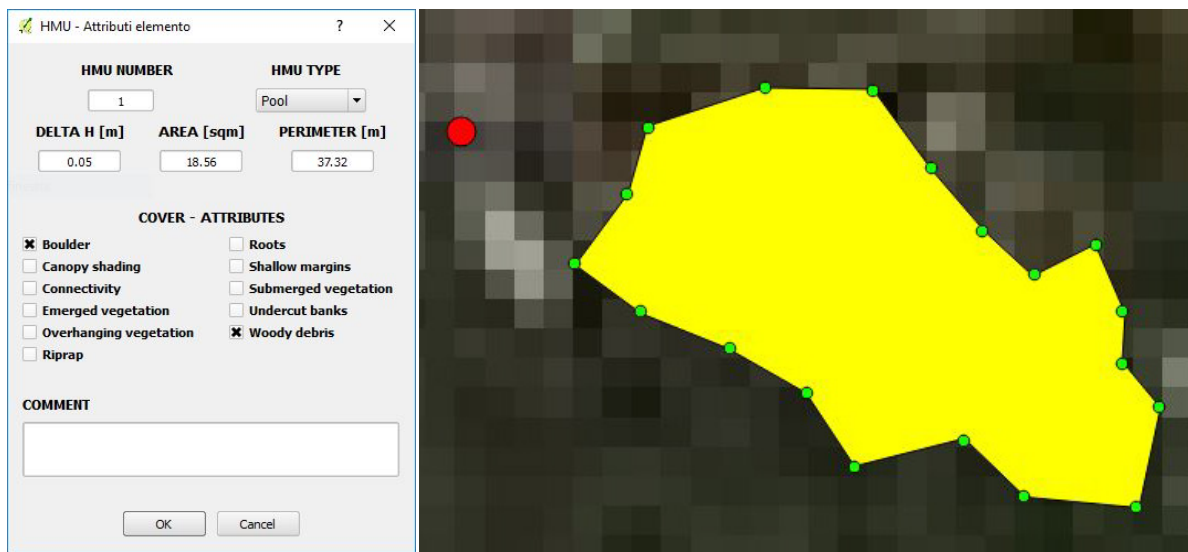 HMU - Attributi elemento ? ×
HMU NUMBER HMU TYPE
1 Pool
DELTA H [m] AREA [sqm] PERIMETER [m]
0.05 18.56 37.32
COVER - ATTRIBUTES
Boulder Roots
Canopy shading Shallow margins
Connectivity Submerged vegetation
Emerged vegetation Undercut banks
Overhanging vegetation Woody debris
Riprap
COMMENT
OK Cancel